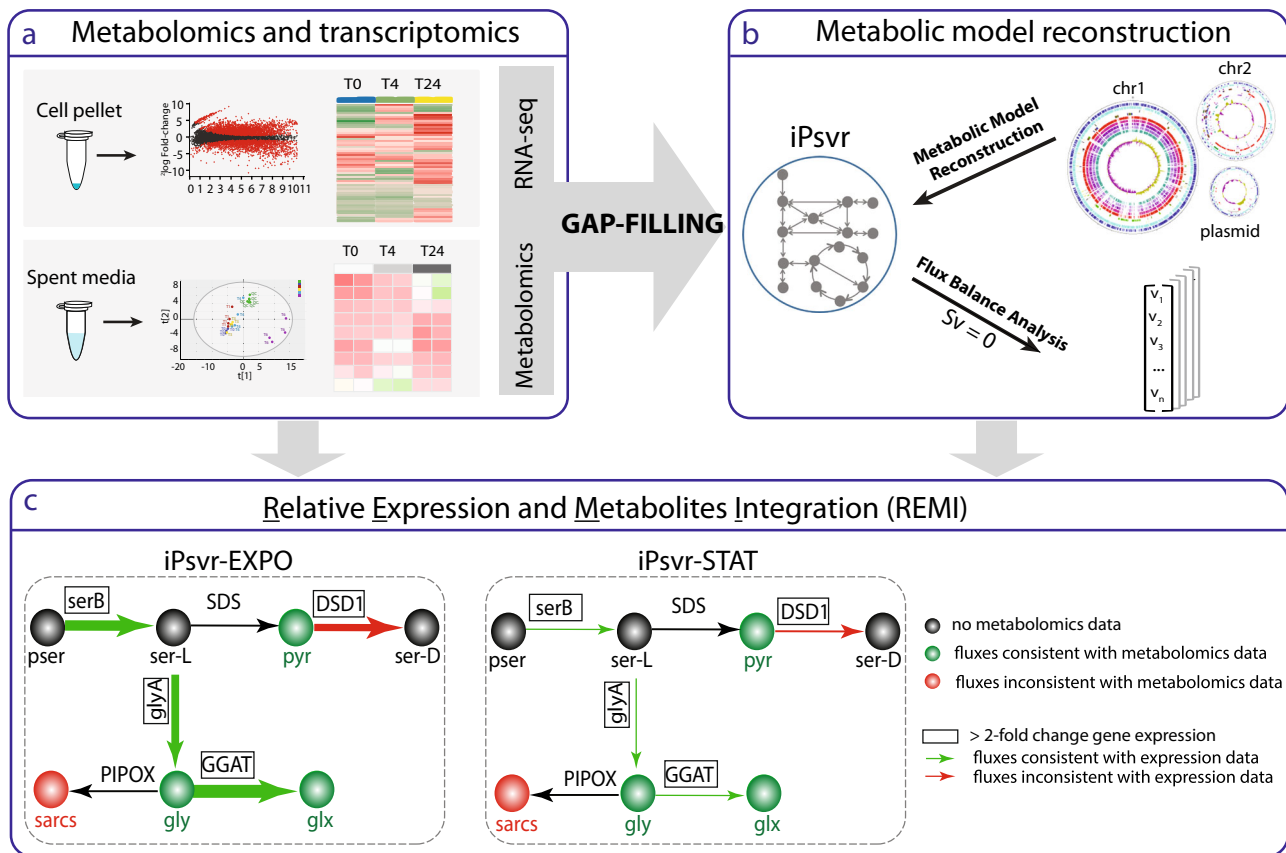 a
Metabolomics and transcriptomics
Cell pellet
²log Fold-change
10
5
0
-5
-10
0 1 2 3 4 5 6 7 8 9 10 11
T0 T4 T24
RNA-seq
Spent media
t[2]
8
4
0
-4
-8
-20
-10
0
15
t[1]
T0 T4 T24
Metabolomics
GAP-FILLING
b
Metabolic model reconstruction
chr1
chr2
plasmid
iPsvr
Metabolic Model
Reconstruction
Flux Balance Analysis
Sv = 0
v1
v2
v3
...
vn
c
Relative Expression and Metabolites Integration (REMI)
iPsvr-EXPO
serB
SDS
DSD1
pser
ser-L
pyr
ser-D
glyA
PIPOX
GGAT
sarcs
gly
glx
iPsvr-STAT
serB
SDS
DSD1
pser
ser-L
pyr
ser-D
glyA
PIPOX
GGAT
sarcs
gly
glx
no metabolomics data
fluxes consistent with metabolomics data
fluxes inconsistent with metabolomics data
> 2-fold change gene expression
fluxes consistent with expression data
fluxes inconsistent with expression data